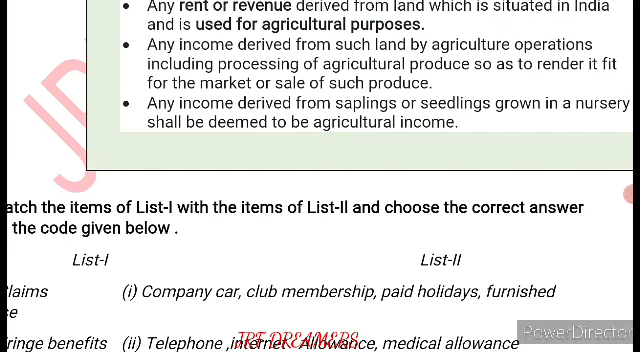 • Any rent or revenue derived from land which is situated in India
and is used for agricultural purposes.
• Any income derived from such land by agriculture operations
including processing of agricultural produce so as to render it fit
for the market or sale of such produce.
• Any income derived from saplings or seedlings grown in a nursery
shall be deemed to be agricultural income.
atch the items of List-I with the items of List-II and choose the correct answer
the code given below .
List-I List-II
laims (i) Company car, club membership, paid holidays, furnished
se
ringe benefits (ii) Telephone ,internet Allowance, medical allowance
JRF DREAMERS
PowerDirector